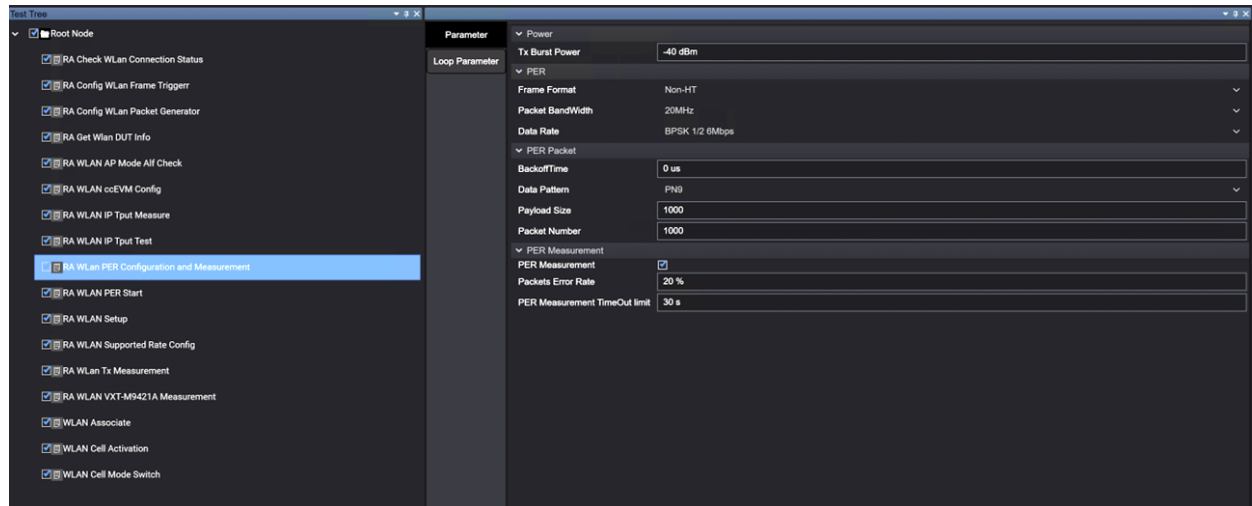 Test Tree
Root Node
RA Check WLan Connection Status
RA Config WLan Frame Triggerr
RA Config WLan Packet Generator
RA Get Wlan DUT Info
RA WLAN AP Mode Alf Check
RA WLAN ccEVM Config
RA WLAN IP Tput Measure
RA WLAN IP Tput Test
RA WLan PER Configuration and Measurement
RA WLAN PER Start
RA WLAN Setup
RA WLAN Supported Rate Config
RA WLan Tx Measurement
RA WLAN VXT-M9421A Measurement
WLAN Associate
WLAN Cell Activation
WLAN Cell Mode Switch
Parameter
Loop Parameter
Power
Tx Burst Power -40 dBm
PER
Frame Format Non-HT
Packet BandWidth 20MHz
Data Rate BPSK 1/2 6Mbps
PER Packet
BackoffTime 0 us
Data Pattern PN9
Payload Size 1000
Packet Number 1000
PER Measurement
PER Measurement
Packets Error Rate 20 %
PER Measurement TimeOut limit 30 s